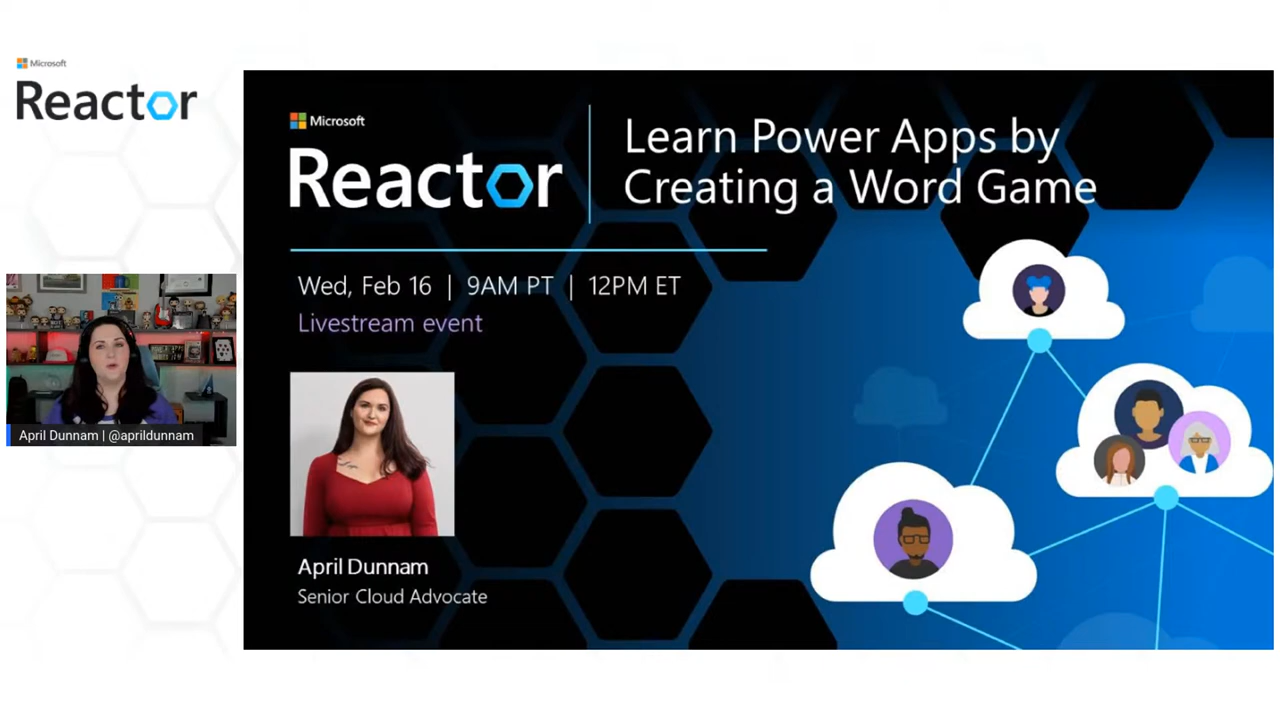 Microsoft
Reactor
Microsoft
Reactor
Learn Power Apps by
Creating a Word Game
Wed, Feb 16 | 9AM PT | 12PM ET
Livestream event
April Dunnam | @aprildunnam
April Dunnam
Senior Cloud Advocate